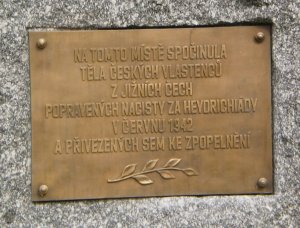 NA TOMTO MÍSTĚ SPOČINULA
TĚLA ČESKÝCH VLASTENCŮ
Z JIŽNÍCH ČECH
POPRAVENÝCH NACISTY ZA HEYDRICHIÁDY
V ČERVNU 1942
A PŘIVEZENÝCH SEM KE ZPOPELNĚNÍ